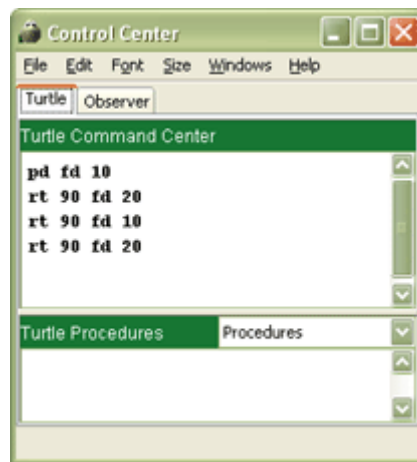 Control Center
File Edit Font Size Windows Help
Turtle Observer
Turtle Command Center
pd fd 10
rt 90 fd 20
rt 90 fd 10
rt 90 fd 20
Turtle Procedures Procedures